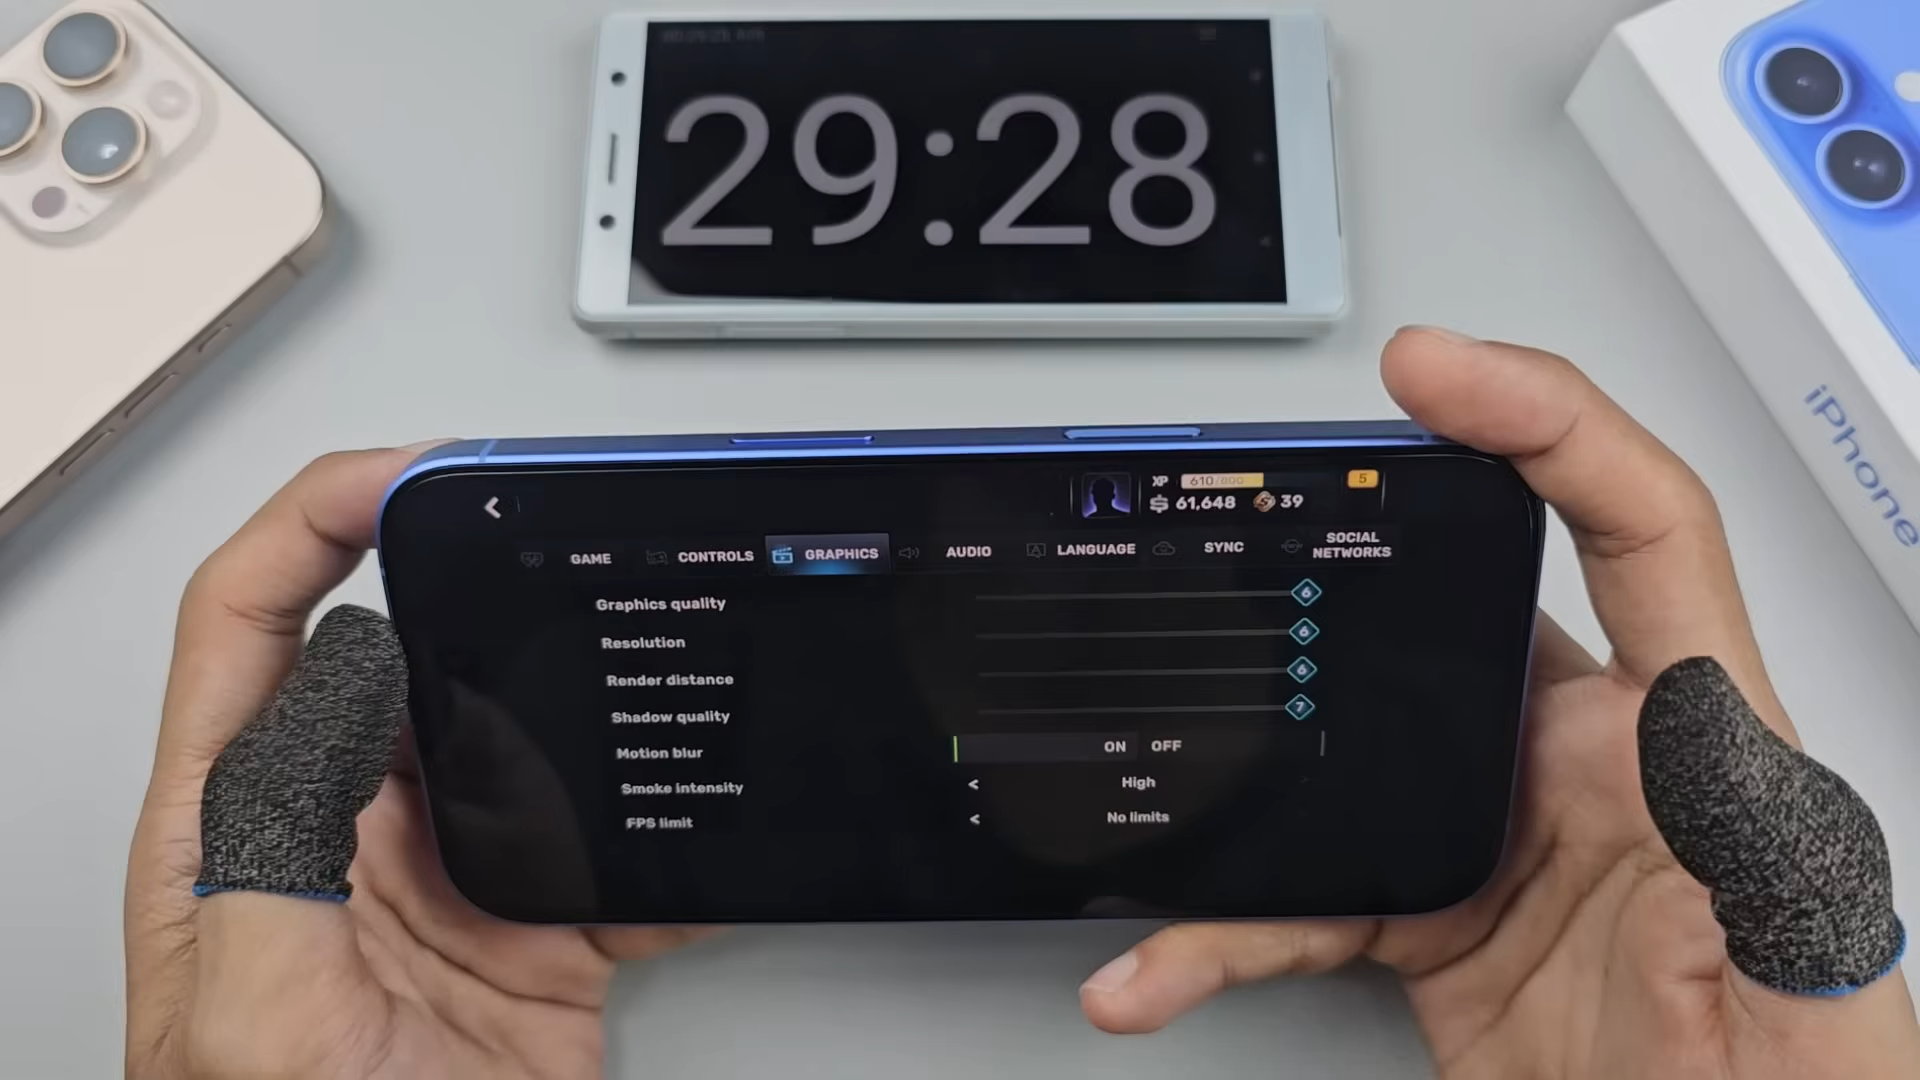 29:28
iPhone
XP 610/800 5
61,648 39
GAME CONTROLS GRAPHICS AUDIO LANGUAGE SYNC SOCIAL NETWORKS
Graphics quality 6
Resolution 6
Render distance 6
Shadow quality 7
Motion blur ON OFF
Smoke intensity < High
FPS limit < No limits